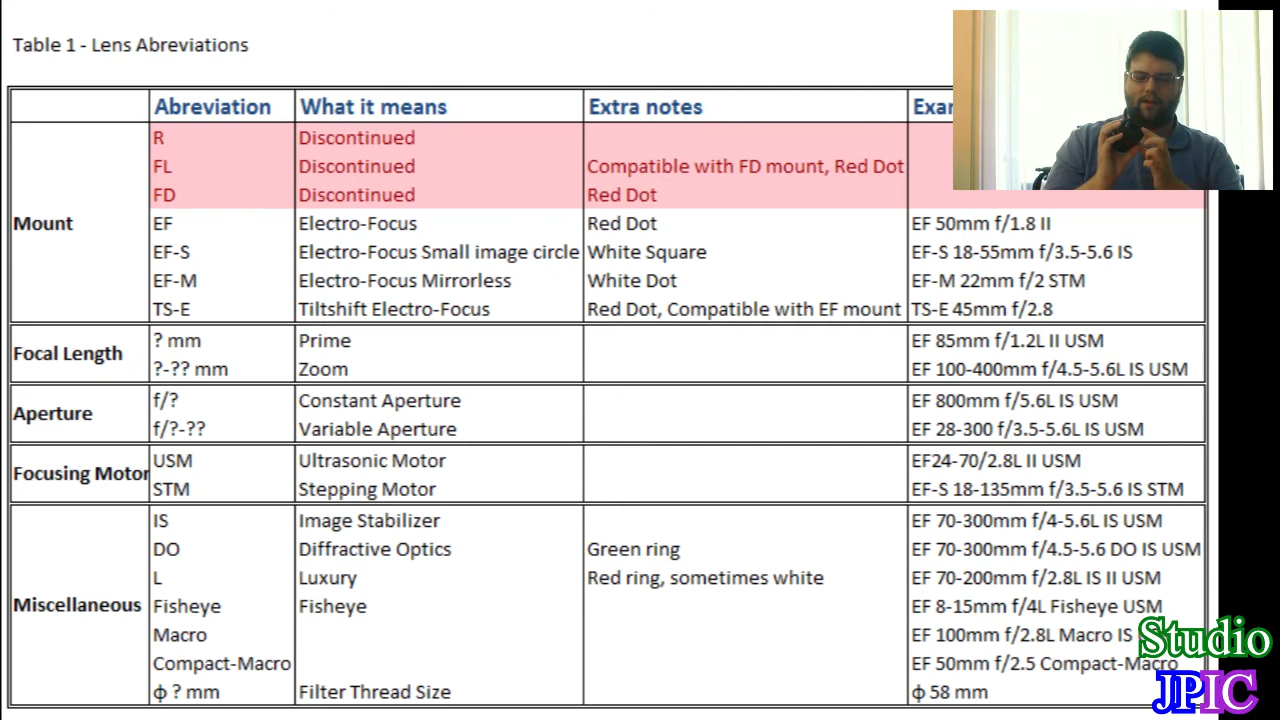 Table 1 - Lens Abreviations
Abreviation What it means Extra notes
R Discontinued
FL Discontinued Compatible with FD mount, Red Dot
FD Discontinued Red Dot
Mount EF Electro-Focus Red Dot EF 50mm f/1.8 II
EF-S Electro-Focus Small image circle White Square EF-S 18-55mm f/3.5-5.6 IS
EF-M Electro-Focus Mirrorless White Dot EF-M 22mm f/2 STM
TS-E Tiltshift Electro-Focus Red Dot, Compatible with EF mount TS-E 45mm f/2.8
Focal Length ? mm Prime EF 85mm f/1.2L II USM
?-?? mm Zoom EF 100-400mm f/4.5-5.6L IS USM
Aperture f/? Constant Aperture EF 800mm f/5.6L IS USM
f/?-?? Variable Aperture EF 28-300 f/3.5-5.6L IS USM
Focusing Motor USM Ultrasonic Motor EF24-70/2.8L II USM
STM Stepping Motor EF-S 18-135mm f/3.5-5.6 IS STM
IS Image Stabilizer EF 70-300mm f/4-5.6L IS USM
DO Diffractive Optics Green ring EF 70-300mm f/4.5-5.6 DO IS USM
L Luxury Red ring, sometimes white EF 70-200mm f/2.8L IS II USM
Miscellaneous Fisheye Fisheye EF 8-15mm f/4L Fisheye USM
Macro EF 100mm f/2.8L Macro IS
Compact-Macro EF 50mm f/2.5 Compact-Macro
ϕ ? mm Filter Thread Size ϕ 58 mm
Studio
JPIC